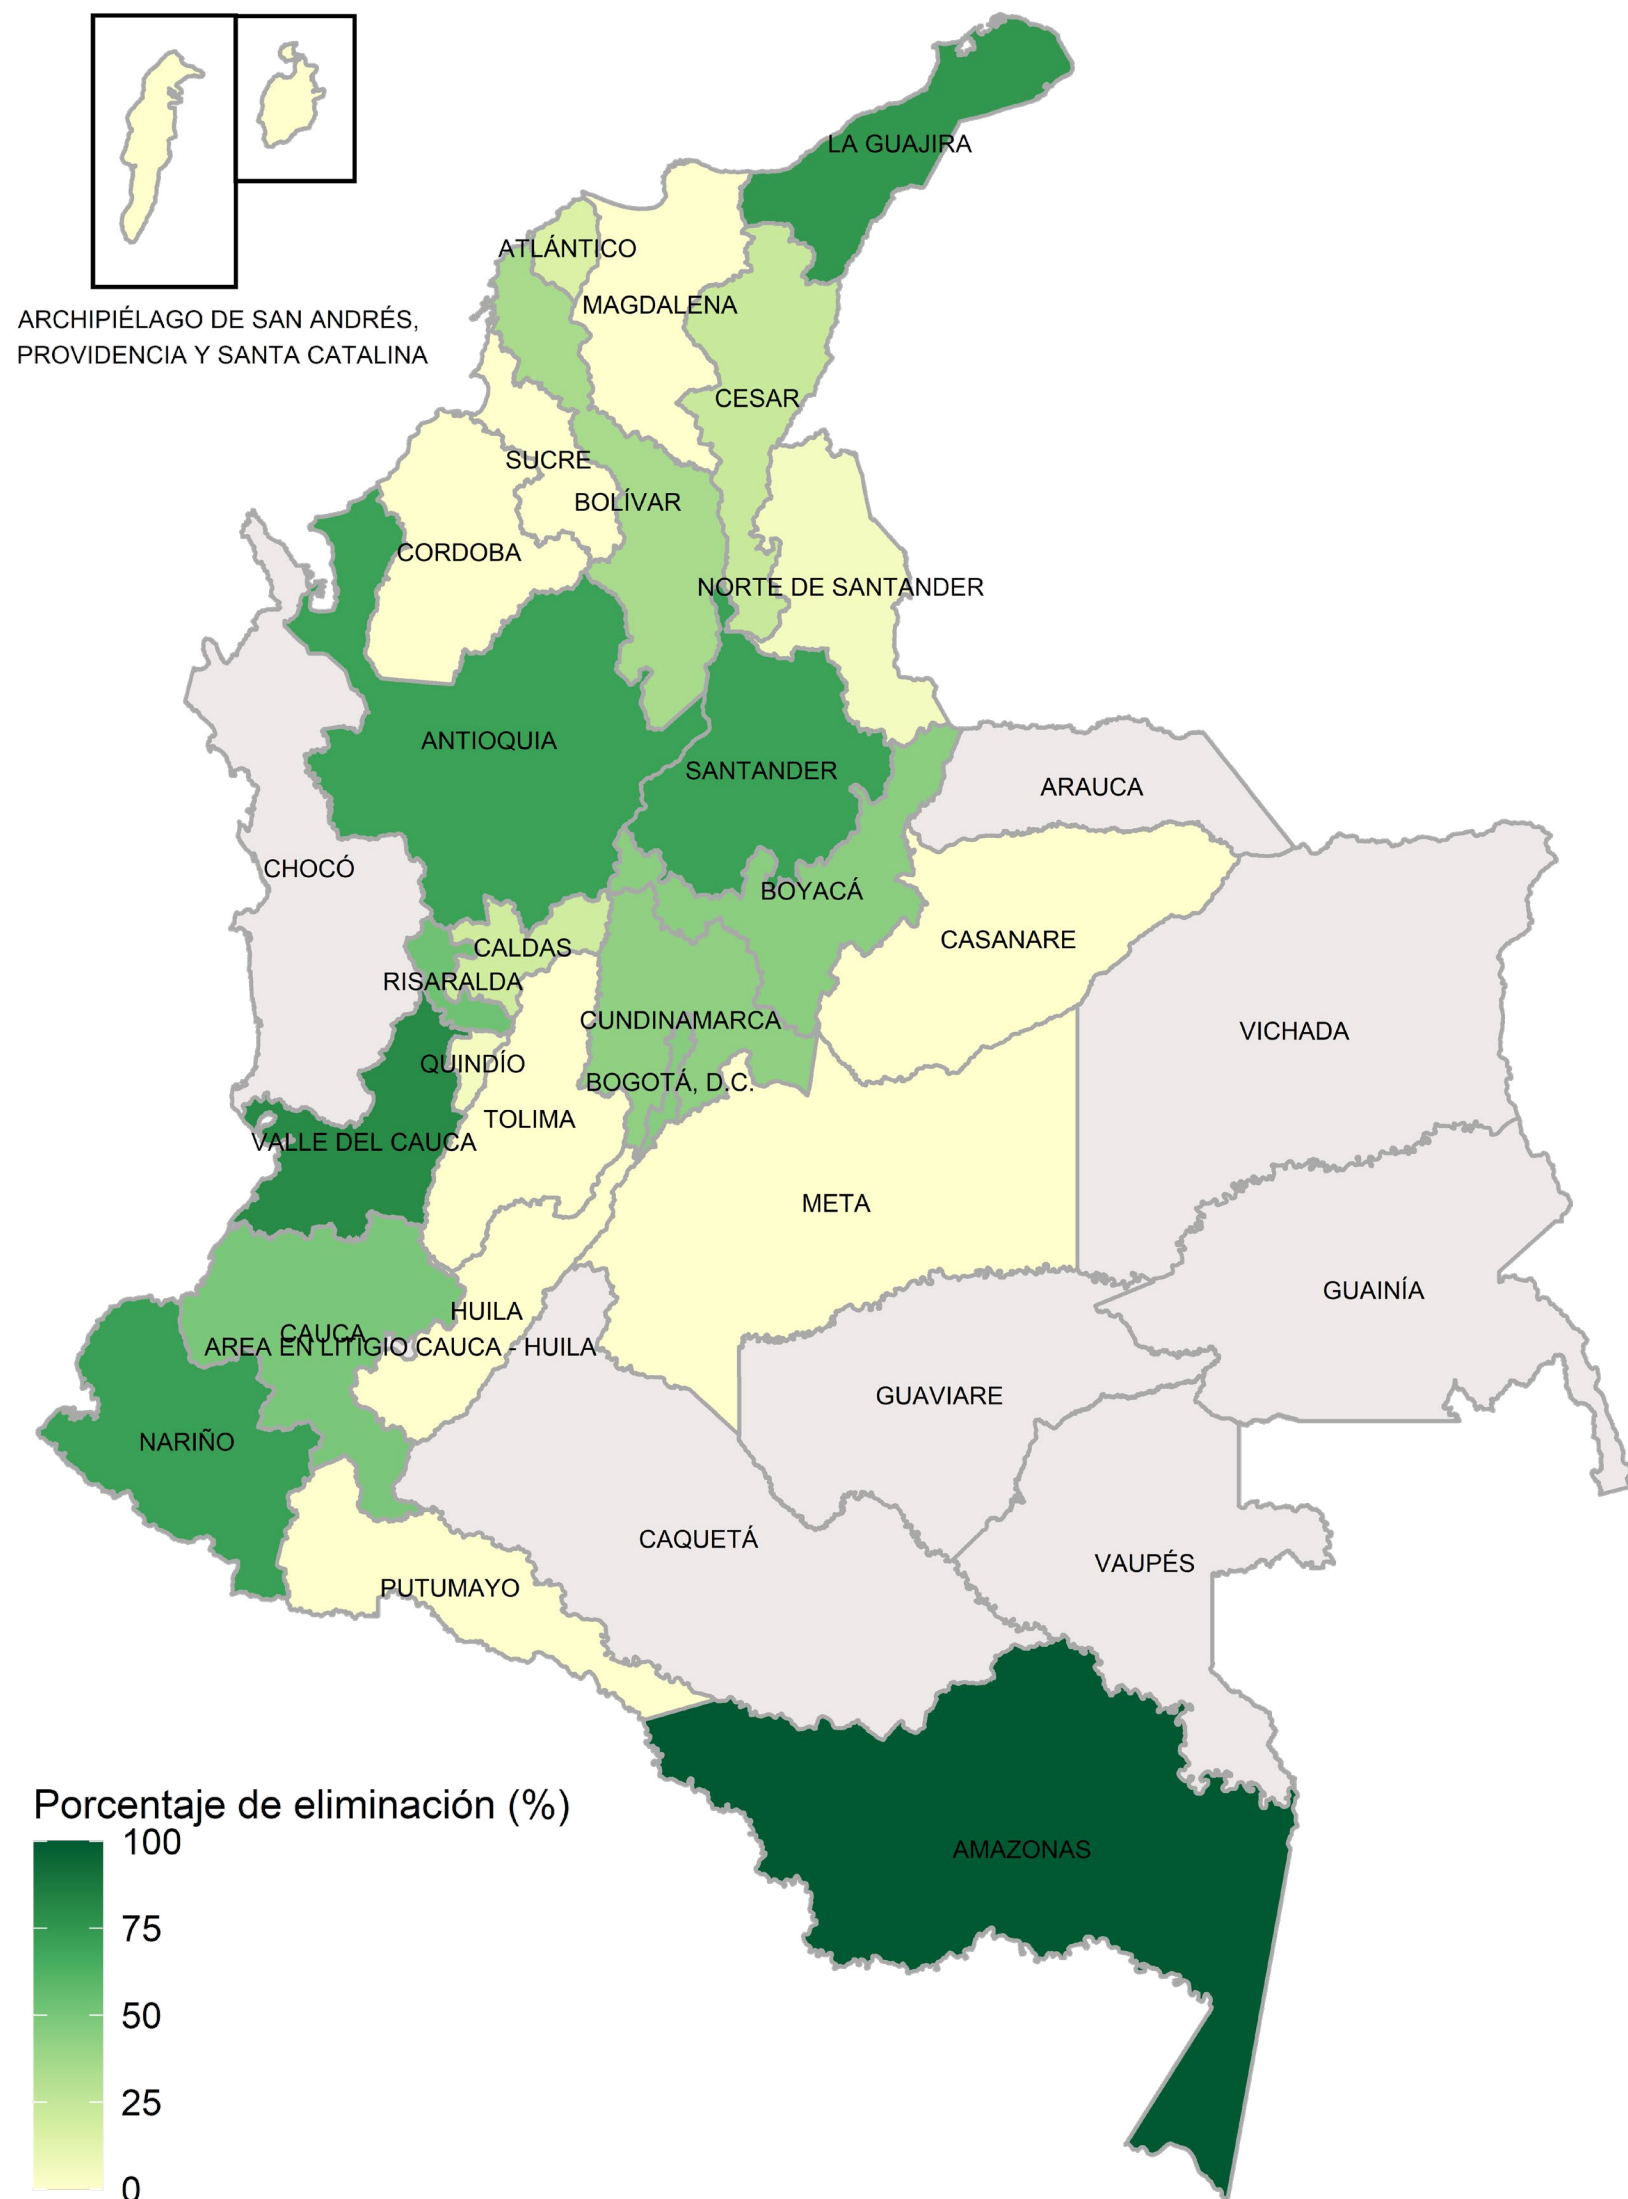 LA GUAJIRA
ATLÁNTICO
MAGDALENA
ARCHIPIÉLAGO DE SAN ANDRÉS,
PROVIDENCIA Y SANTA CATALINA
CESAR
SUCRE
BOLÍVAR
CORDOBA
NORTE DE SANTANDER
ANTIOQUIA
SANTANDER
ARAUCA
CHOCÓ
BOYACÁ
CALDAS
CASANARE
RISARALDA
CUNDINAMARCA
VICHADA
QUINDÍO
BOGOTÁ, D.C.
TOLIMA
VALLE DEL CAUCA
META
GUAINÍA
HUILA
CAUCA
AREA EN LITIGIO CAUCA - HUILA
GUAVIARE
NARIÑO
CAQUETÁ
VAUPÉS
PUTUMAYO
AMAZONAS
Porcentaje de eliminación (%)
100
75
50
25
0